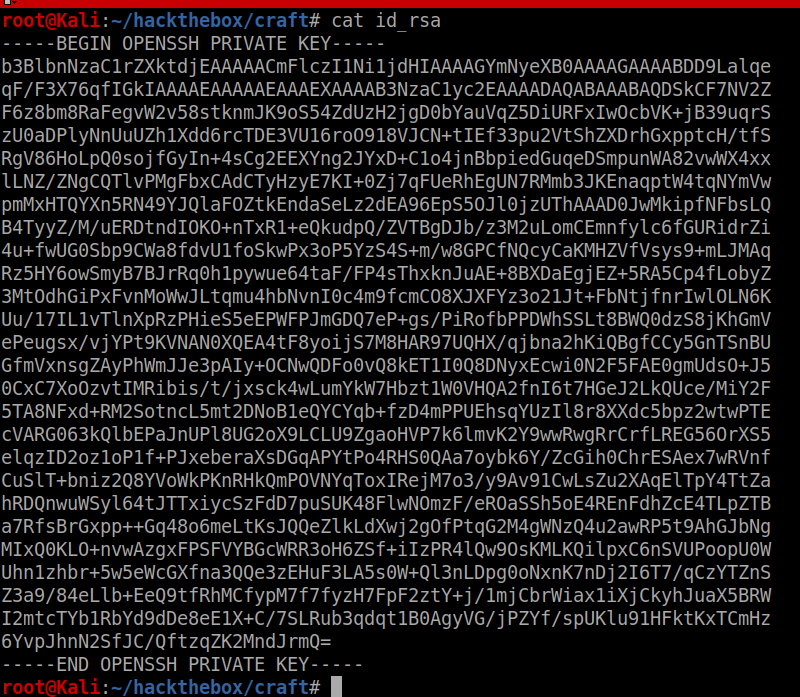 root@Kali:~/hackthebox/craft# cat id_rsa
-----BEGIN OPENSSH PRIVATE KEY-----
b3BlbnNzaC1rZXktdjEAAAAACmFlczI1Ni1jdHIAAAAGYmNyeXB0AAAAGAAAABDD9Lalqe
qF/F3X76qfIGkIAAAAEAAAAAEAAAEXAAAAB3NzaC1yc2EAAAADAQABAAABAQDSkCF7NV2Z
F6z8bm8RaFegvW2v58stknmJK9oS54ZdUzH2jgD0bYauVqZ5DiURFxIwOcbVK+jB39uqrS
zU0aDPlyNnUuUZh1Xdd6rcTDE3VU16roO918VJCN+tIEf33pu2VtShZXDrhGxpptcH/tfS
RgV86HoLpQ0sojfGyIn+4sCg2EEXYng2JYxD+C1o4jnBbpiedGuqeDSmpunWA82vwWX4xx
lLNZ/ZNgCQTlvPMgFbxCAdCTyHzyE7KI+0Zj7qFUeRhEgUN7RMmb3JKEnaqptW4tqNYmVw
pmMxHTQYXn5RN49YJQlaFOZtkEndaSeLz2dEA96EpS5OJl0jzUThAAAD0JwMkipfNFbsLQ
B4TyyZ/M/uERDtndIOKO+nTxR1+eQkudpQ/ZVTBgDJb/z3M2uLomCEmnfylc6fGURidrZi
4u+fwUG0Sbp9CWa8fdvU1foSkwPx3oP5YzS4S+m/w8GPCfNQcyCaKMHZVfVsys9+mLJMAq
Rz5HY6owSmyB7BJrRq0h1pywue64taF/FP4sThxknJuAE+8BXDaEgjEZ+5RA5Cp4fLobyZ
3MtOdhGiPxFvnMoWwJLtqmu4hbNvnI0c4m9fcmCO8XJXFYz3o21Jt+FbNtjfnrIwlOLN6K
Uu/17IL1vTlnXpRzPHieS5eEPWFPJmGDQ7eP+gs/PiRofbPPDWhSSLt8BWQ0dzS8jKhGmV
ePeugsx/vjYPt9KVNAN0XQEA4tF8yoijS7M8HAR97UQHX/qjbna2hKiQBgfCCy5GnTSnBU
GfmVxnsgZAyPhWmJJe3pAIy+OCNwQDFo0vQ8kET1I0Q8DNyxEcwi0N2F5FAE0gmUdsO+J5
0CxC7XoOzvtIMRibis/t/jxsck4wLumYkW7Hbzt1W0VHQA2fnI6t7HGeJ2LkQUce/MiY2F
5TA8NFxd+RM2SotncL5mt2DNoB1eQYCYqb+fzD4mPPUEhsqYUzIl8r8XXdc5bpz2wtwPTE
cVARG063kQlbEPaJnUPl8UG2oX9LCLU9ZgaoHVP7k6lmvK2Y9wwRwgRrCrfLREG56OrXS5
elqzID2oz1oP1f+PJxeberaXsDGqAPYtPo4RHS0QAa7oybk6Y/ZcGih0ChrESAex7wRVnf
CuSlT+bniz2Q8YVoWkPKnRHkQmPOVNYqToxIRejM7o3/y9Av91CwLsZu2XAqElTpY4TtZa
hRDQnwuWSyl64tJTTxiycSzFdD7puSUK48FlwNOmzF/eROaSSh5oE4REnFdhZcE4TLpZTB
a7RfsBrGxpp++Gq48o6meLtKsJQQeZlkLdXwj2gOfPtqG2M4gWNzQ4u2awRP5t9AhGJbNg
MIxQ0KLO+nvwAzgxFPSFVYBGcWRR3oH6ZSf+iIzPR4lQw9OsKMLKQilpxC6nSVUPoopU0W
Uhn1zhbr+5w5eWcGXfna3QQe3zEHuF3LA5s0W+Ql3nLDpg0oNxnK7nDj2I6T7/qCzYTZnS
Z3a9/84eLlb+EeQ9tfRhMCfypM7f7fyzH7FpF2ztY+j/1mjCbrWiax1iXjCkyhJuaX5BRW
I2mtcTYb1RbYd9dDe8eE1X+C/7SLRub3qdqt1B0AgyVG/jPZYf/spUKlu91HFktKxTCmHz
6YvpJhnN2SfJC/QftzqZK2MndJrmQ=
-----END OPENSSH PRIVATE KEY-----
root@Kali:~/hackthebox/craft#